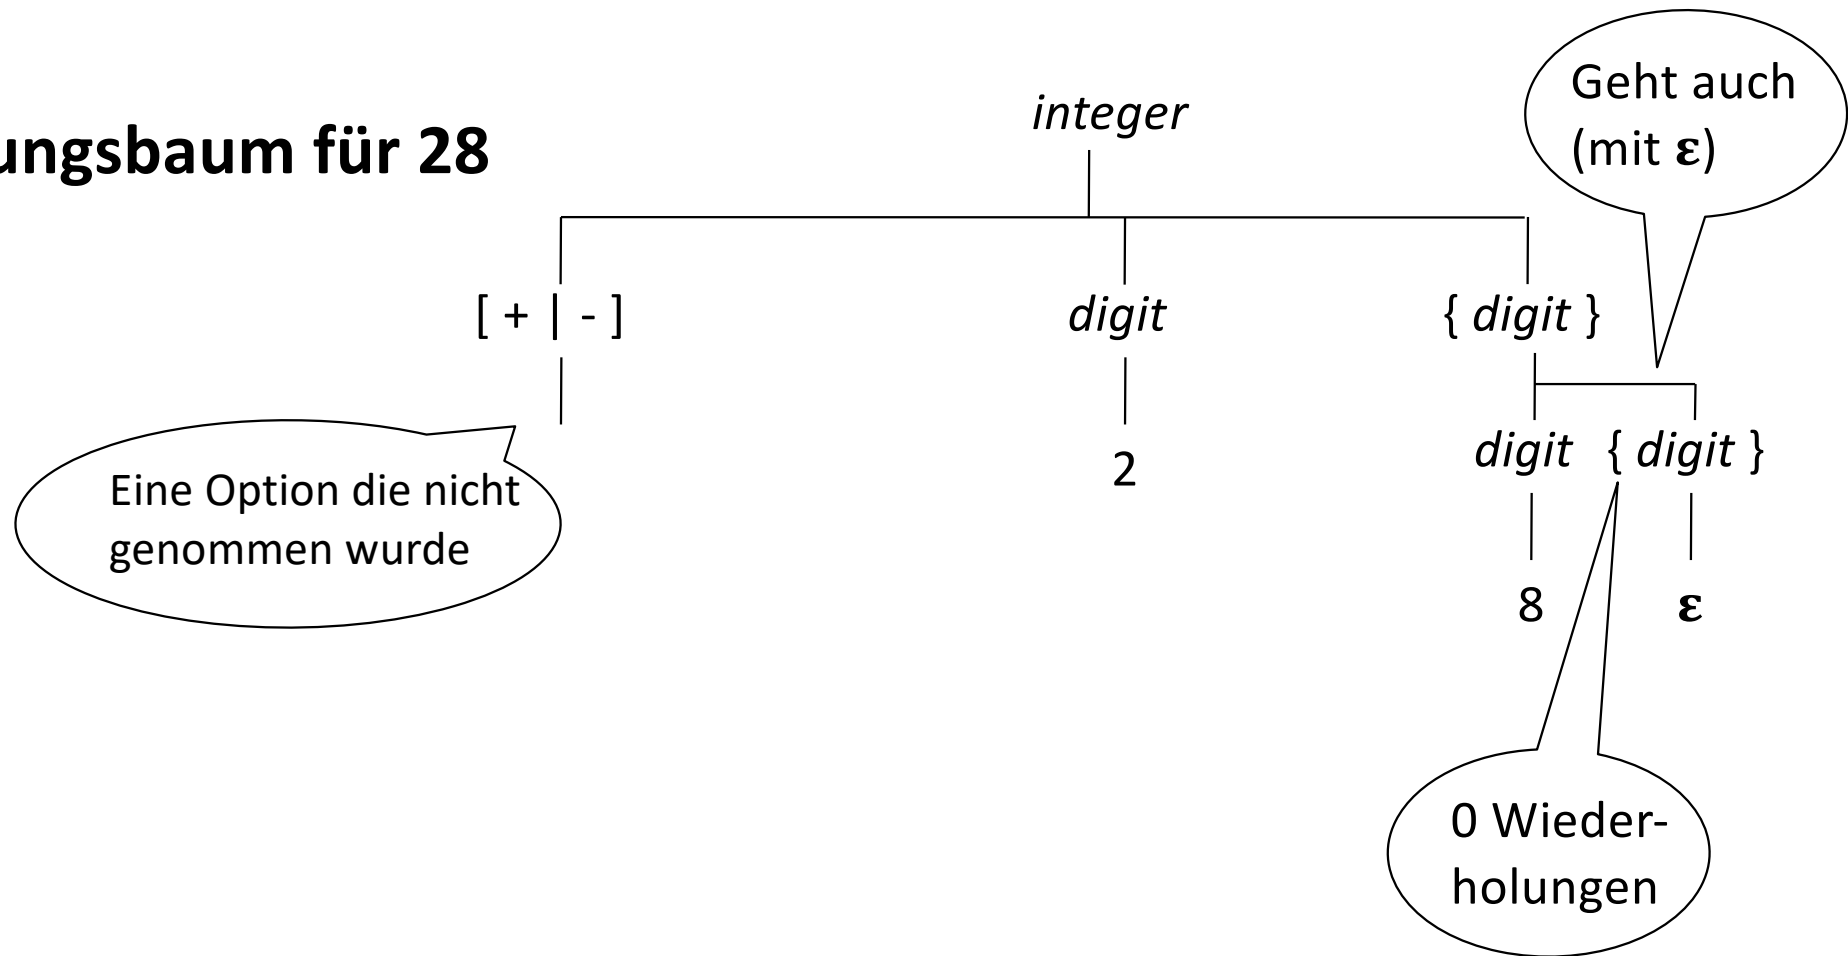 ungsbaum für 28
integer
Geht auch
(mit ε)
[ + | - ]
digit
{ digit }
Eine Option die nicht
genommen wurde
2
digit { digit }
8 ε
0 Wieder-
holungen